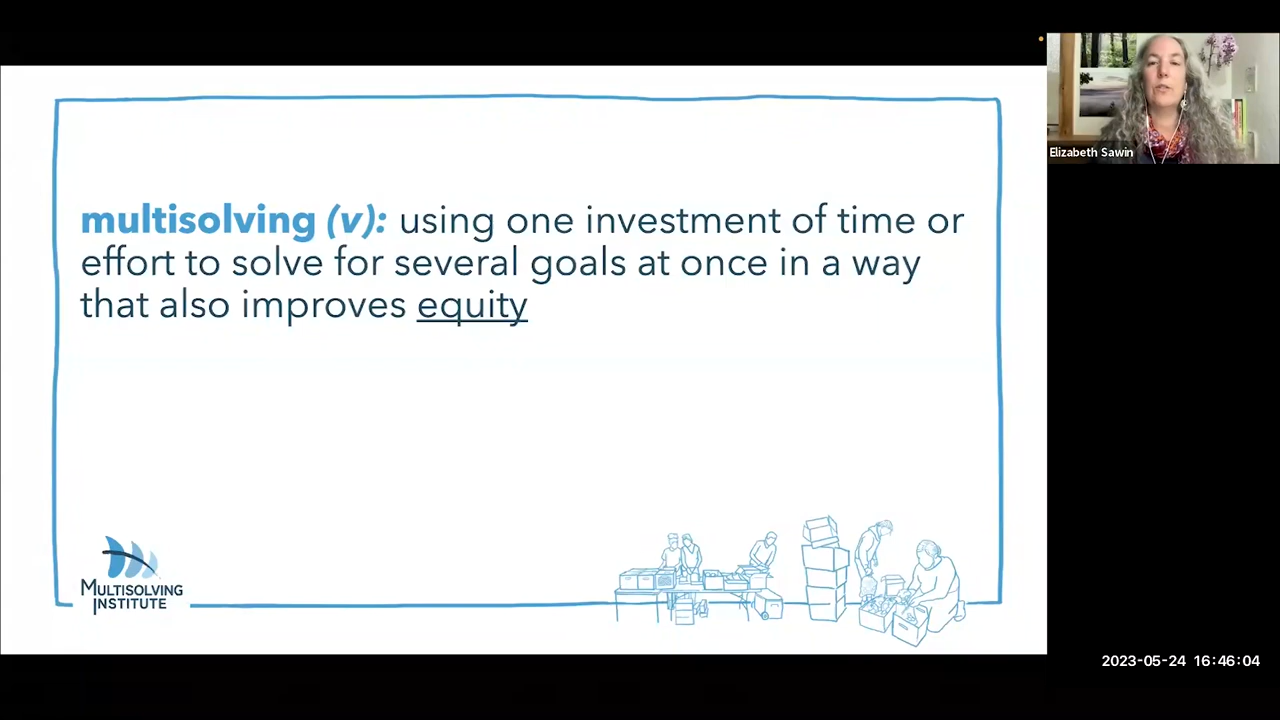 multisolving (v): using one investment of time or
effort to solve for several goals at once in a way
that also improves equity
MULTISOLVING
INSTITUTE
Elizabeth Sawin
2023-05-24 16:46:04